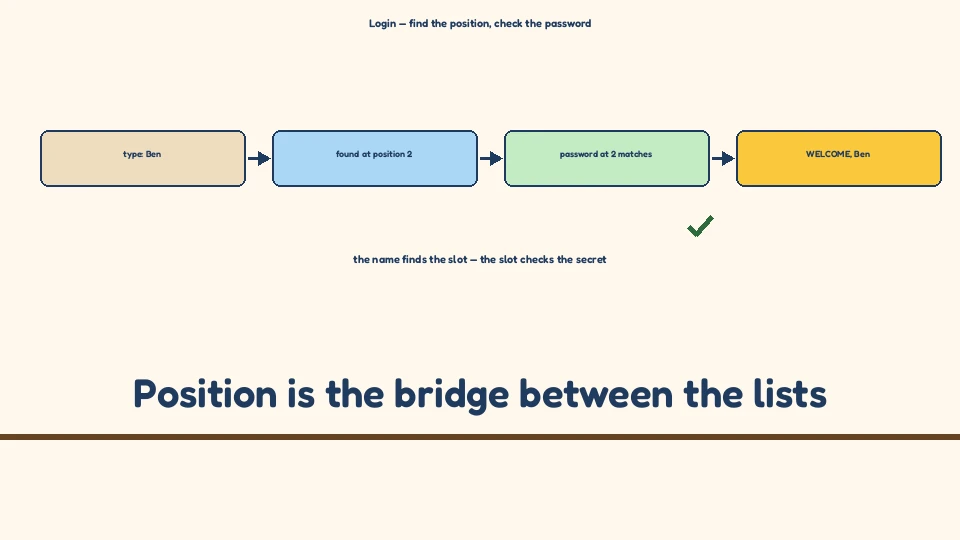 Login – find the position, check the password
type: Ben
found at position 2
password at 2 matches
WELCOME, Ben
the name finds the slot – the slot checks the secret
Position is the bridge between the lists